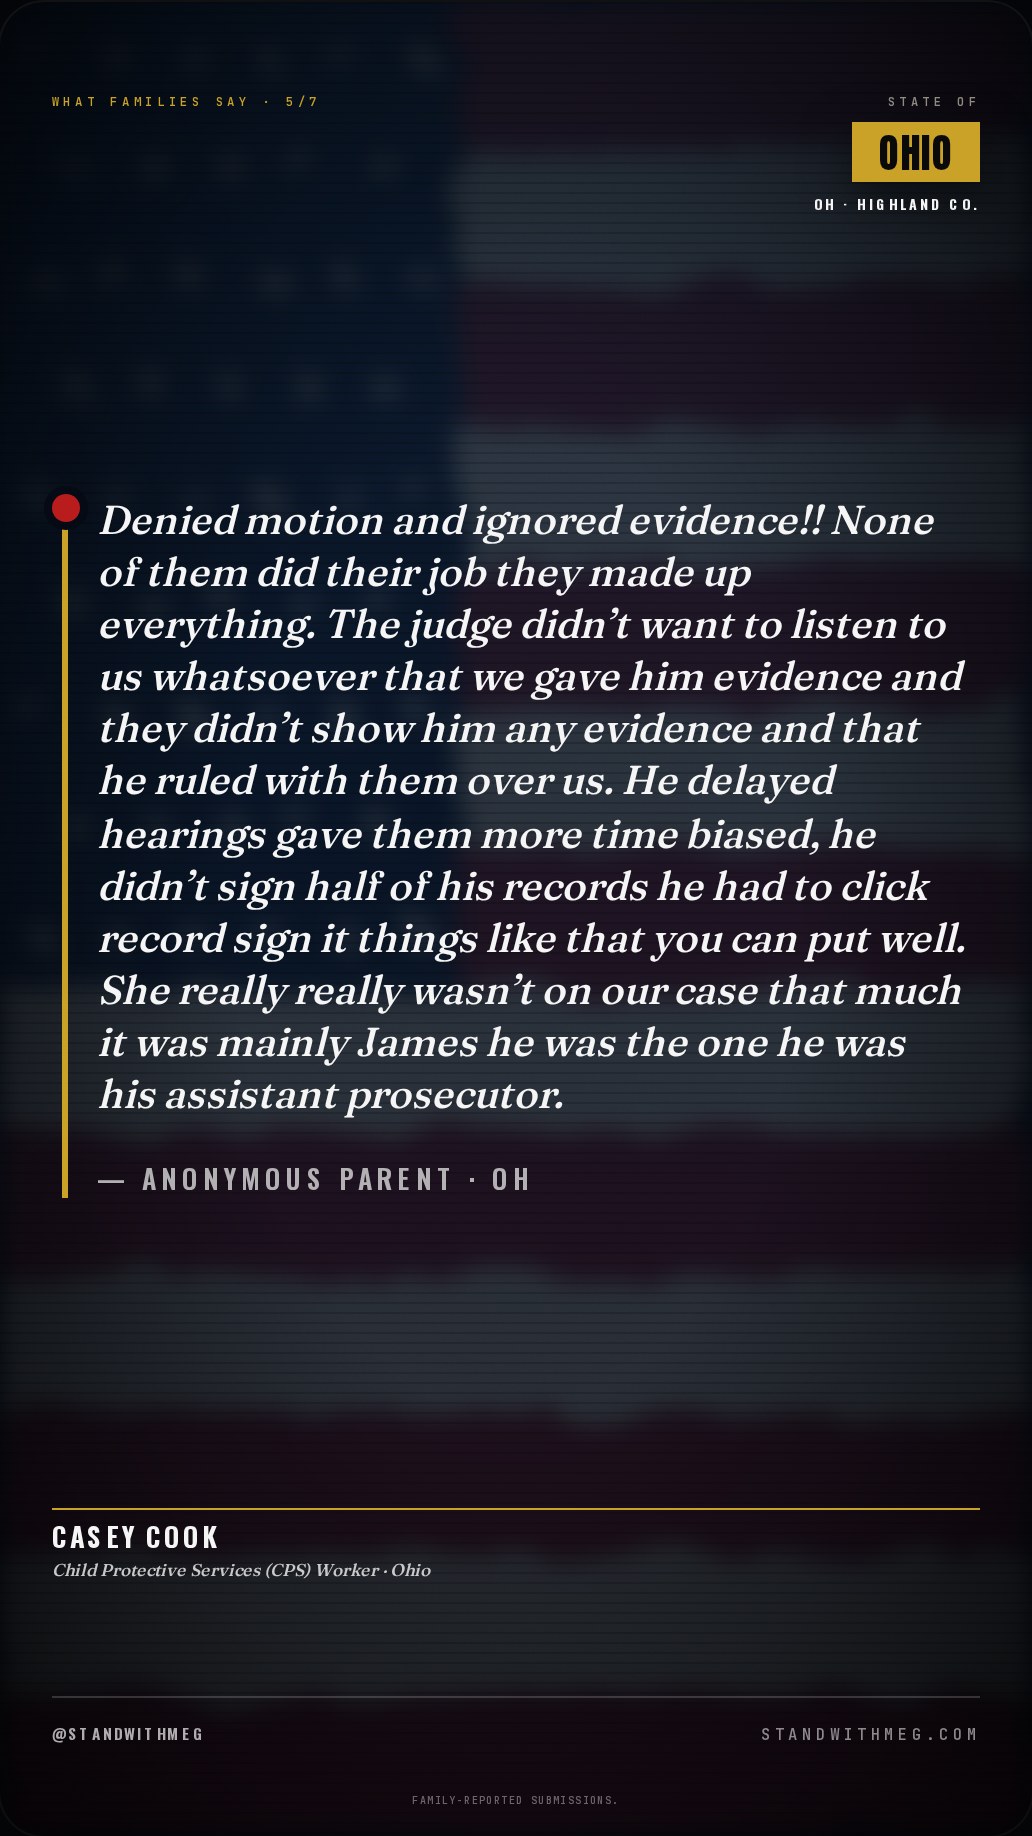 WHAT FAMILIES SAY · 5/7
STATE OF
OHIO
OH · HIGHLAND CO.
Denied motion and ignored evidence!! None
of them did their job they made up
everything. The judge didn’t want to listen to
us whatsoever that we gave him evidence and
they didn’t show him any evidence and that
he ruled with them over us. He delayed
hearings gave them more time biased, he
didn’t sign half of his records he had to click
record sign it things like that you can put well.
She really really wasn’t on our case that much
it was mainly James he was the one he was
his assistant prosecutor.
— ANONYMOUS PARENT · OH
CASEY COOK
Child Protective Services (CPS) Worker · Ohio
@STANDWITHMEG
STANDWITHMEG.COM
FAMILY-REPORTED SUBMISSIONS.